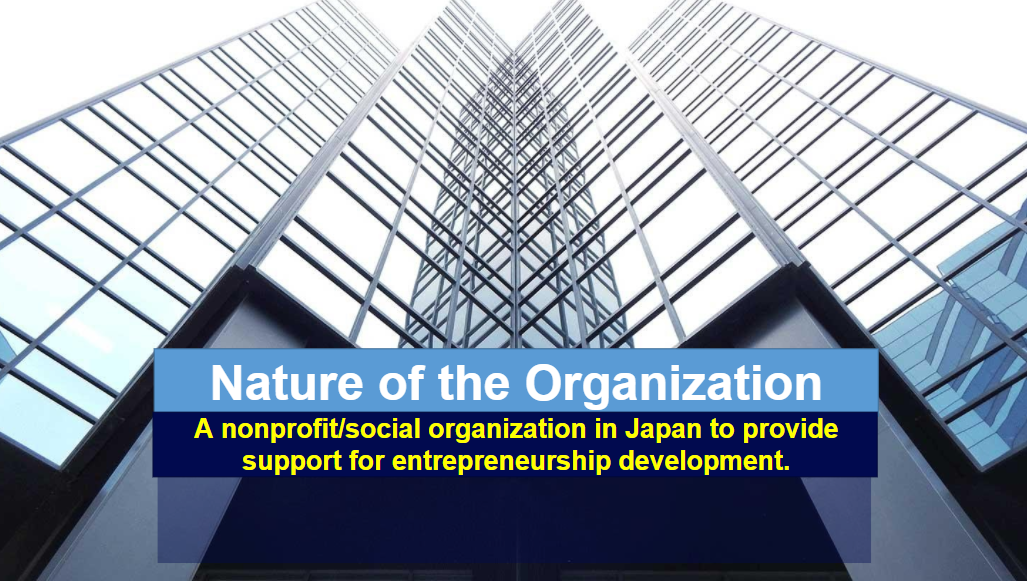 Nature of the Organization
A nonprofit/social organization in Japan to provide
support for entrepreneurship development.